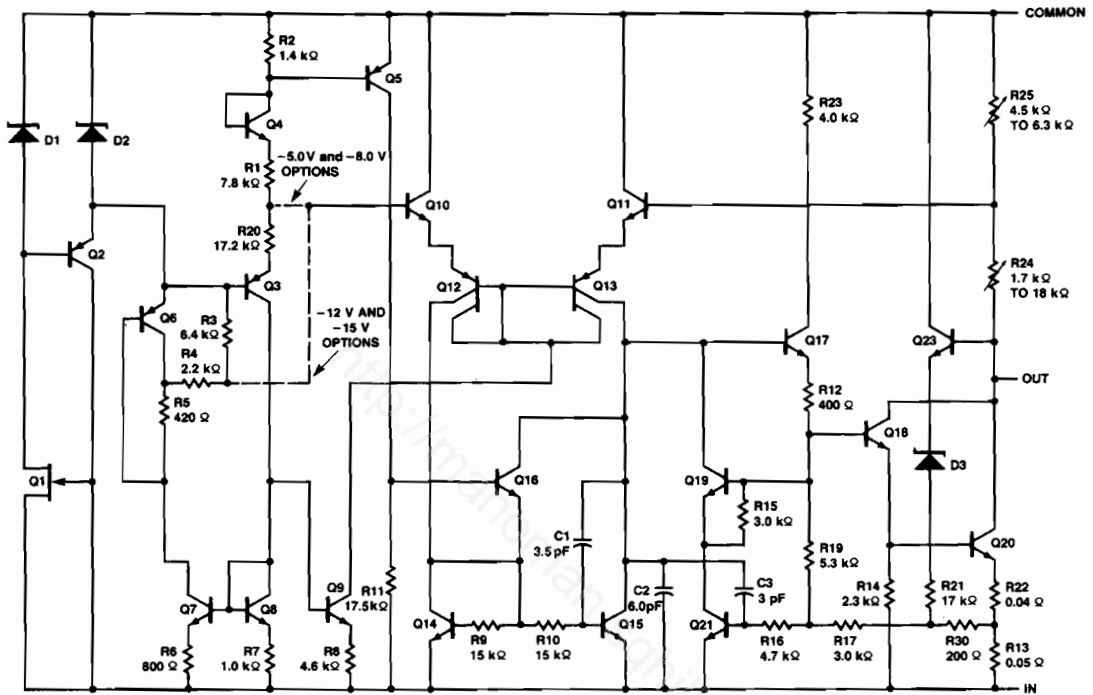 COMMON
R2
1.4 kΩ
Q5
R23
4.0 kΩ
R25
4.5 kΩ
TO 6.3 kΩ
D1
D2
Q4
R1
7.8 kΩ
−5.0 V and −8.0 V
OPTIONS
Q10
Q11
R20
17.2 kΩ
Q2
Q3
Q12
Q13
R24
1.7 kΩ
TO 18 kΩ
Q6
R3
6.4 kΩ
−12 V AND
−15 V
OPTIONS
R4
2.2 kΩ
Q17
Q23
OUT
R5
420 Ω
R12
400 Ω
Q18
D3
Q1
Q16
Q19
R15
3.0 kΩ
C1
3.5 pF
Q20
R19
5.3 kΩ
Q7
Q8
Q9
R11
17.5 kΩ
C2
6.0 pF
C3
3 pF
R14
2.3 kΩ
R21
17 kΩ
R22
0.04 Ω
Q14
Q15
Q21
R9
15 kΩ
R10
15 kΩ
R16
4.7 kΩ
R17
3.0 kΩ
R30
200 Ω
R6
800 Ω
R7
1.0 kΩ
R8
4.6 kΩ
R13
0.05 Ω
IN